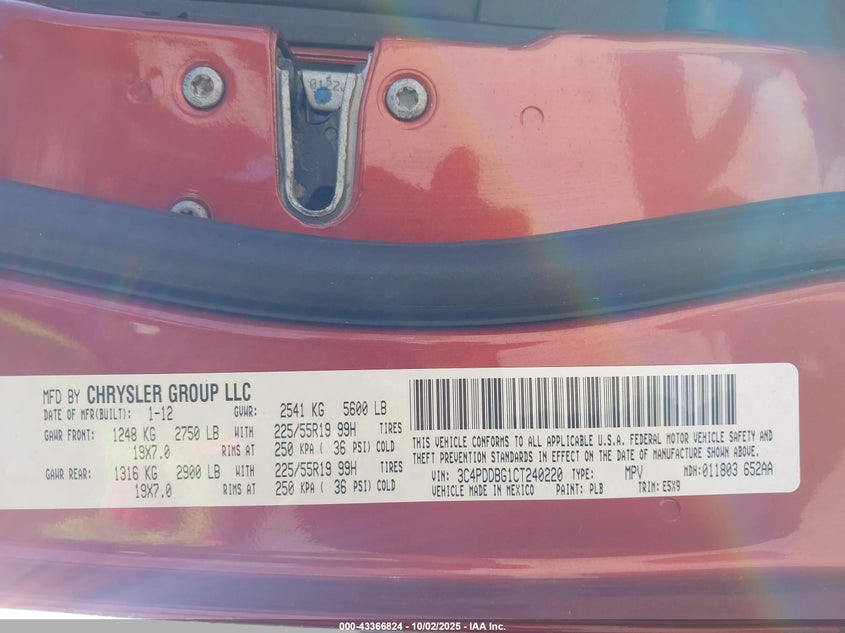 0152
MFD BY CHRYSLER GROUP LLC
DATE OF MFR(BUILT): 1-12 GVWR: 2541 KG 5600 LB
GAWR FRONT: 1248 KG 2750 LB WITH 225/55R19 99H TIRES
19X7.0 RIMS AT 250 KPA ( 36 PSI) COLD
GAWR REAR: 1316 KG 2900 LB WITH 225/55R19 99H TIRES
19X7.0 RIMS AT 250 KPA ( 36 PSI) COLD
THIS VEHICLE CONFORMS TO ALL APPLICABLE U.S.A. FEDERAL MOTOR VEHICLE SAFETY AND
THEFT PREVENTION STANDARDS IN EFFECT ON THE DATE OF MANUFACTURE SHOWN ABOVE.
VIN: 3C4PDDBG1CT240220 TYPE: MPV MDH: 011803 652AA
VEHICLE MADE IN MEXICO PAINT: PLB TRIM: E5X9
000-43366824 - 10/02/2025 - IAA Inc.